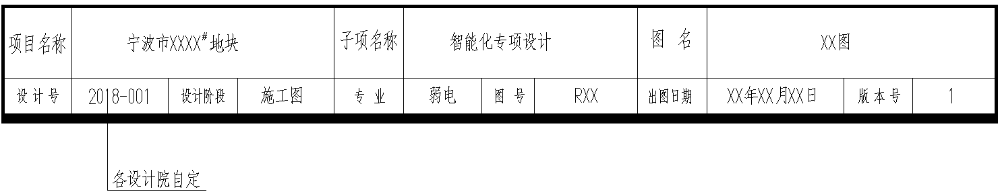 项目名称 宁波市XXXX#地块 子项名称 智能化专项设计 图 名 XX图
设计号 2018-001 设计阶段 施工图 专 业 弱电 图 号 RXX 出图日期 XX年XX月XX日 版本号 1
各设计院自定